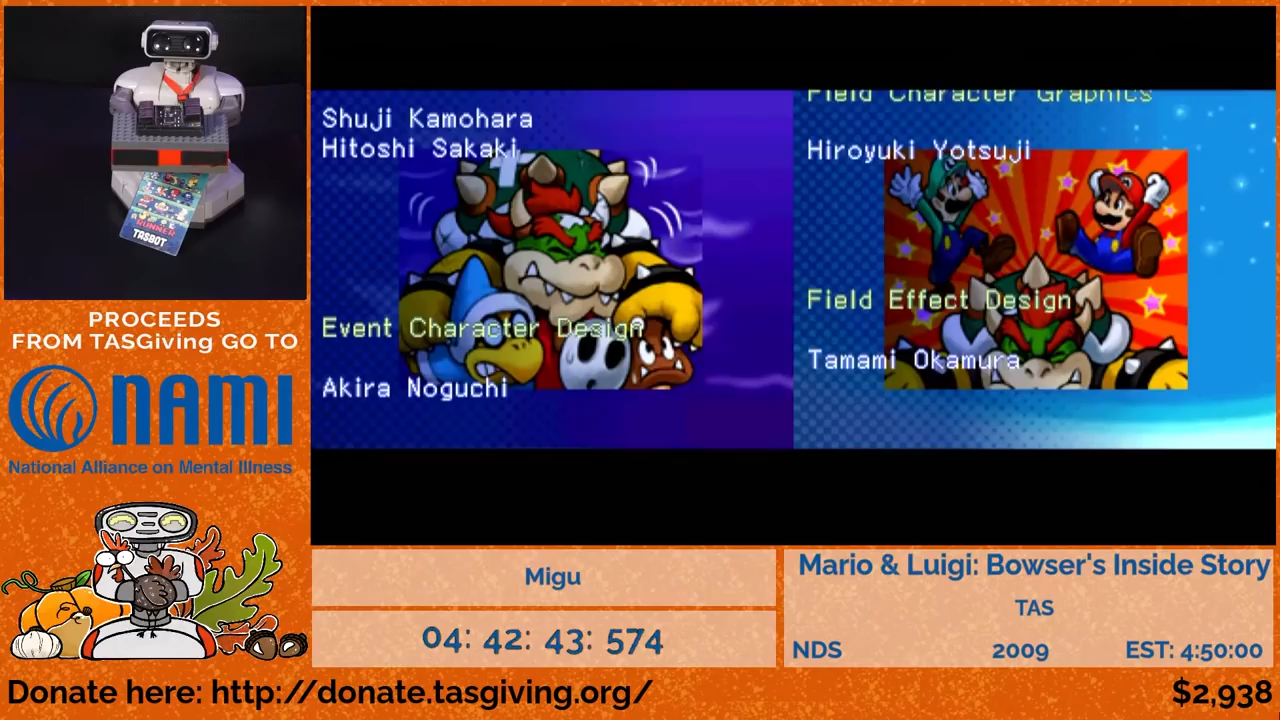 RUNNER
TASBOT
PROCEEDS
FROM TASGiving GO TO
NAMI
National Alliance on Mental Illness
Shuji Kamohara
Hitoshi Sakaki
Event Character Design
Akira Noguchi
Field Character Graphics
Hiroyuki Yotsuji
Field Effect Design
Tamami Okamura
Migu
04: 42: 43: 574
Mario & Luigi: Bowser's Inside Story
TAS
NDS 2009 EST: 4:50:00
Donate here: http://donate.tasgiving.org/
$2,938